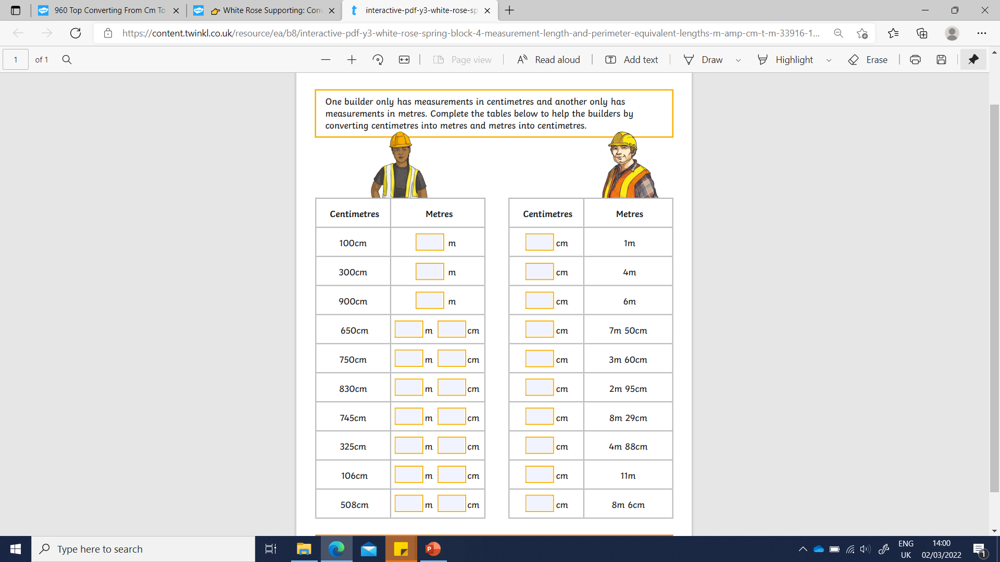 960 Top Converting From Cm To
👉 White Rose Supporting: Con
interactive-pdf-y3-white-rose-sp
https://content.twinkl.co.uk/resource/ea/b8/interactive-pdf-y3-white-rose-spring-block-4-measurement-length-and-perimeter-equivalent-lengths-m-amp-cm-t-m-33916-1...
1 of 1 Page view Read aloud Add text Draw Highlight Erase
One builder only has measurements in centimetres and another only has
measurements in metres. Complete the tables below to help the builders by
converting centimetres into metres and metres into centimetres.
Centimetres Metres
100cm m
300cm m
900cm m
650cm m cm
750cm m cm
830cm m cm
745cm m cm
325cm m cm
106cm m cm
508cm m cm
Centimetres Metres
cm 1m
cm 4m
cm 6m
cm 7m 50cm
cm 3m 60cm
cm 2m 95cm
cm 8m 29cm
cm 4m 88cm
cm 11m
cm 8m 6cm
Type here to search
ENG
UK
14:00
02/03/2022
1